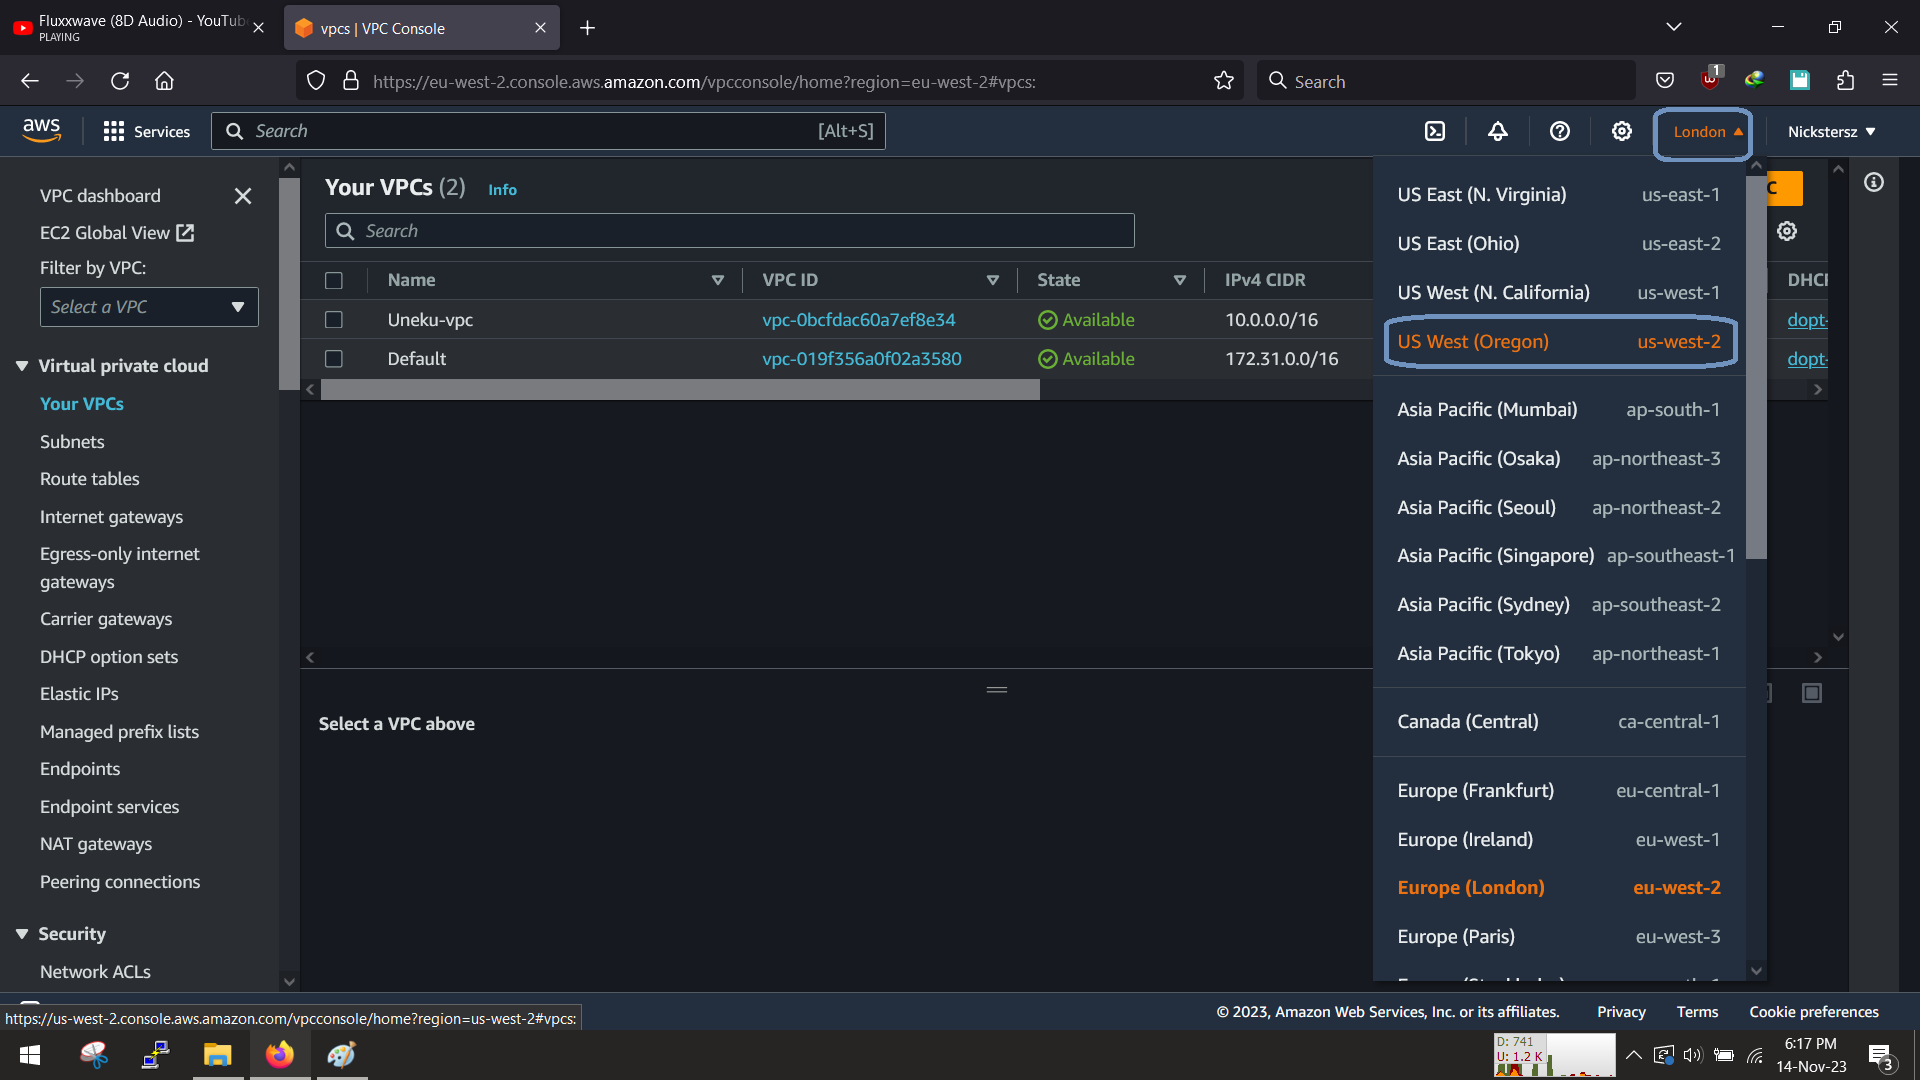 Fluxxwave (8D Audio) - YouTube
PLAYING
vpcs | VPC Console
https://eu-west-2.console.aws.amazon.com/vpcconsole/home?region=eu-west-2#vpcs:
Search
1
aws
Services
Search
[Alt+S]
London
Nickstersz
VPC dashboard
EC2 Global View
Filter by VPC:
Select a VPC
Virtual private cloud
Your VPCs
Subnets
Route tables
Internet gateways
Egress-only internet
gateways
Carrier gateways
DHCP option sets
Elastic IPs
Managed prefix lists
Endpoints
Endpoint services
NAT gateways
Peering connections
Security
Network ACLs
Your VPCs (2) Info
Search
Name VPC ID State IPv4 CIDR DHCP
Uneku-vpc vpc-0bcfdac60a7ef8e34 Available 10.0.0.0/16 dopt-
Default vpc-019f356a0f02a3580 Available 172.31.0.0/16 dopt-
Select a VPC above
C
US East (N. Virginia) us-east-1
US East (Ohio) us-east-2
US West (N. California) us-west-1
US West (Oregon) us-west-2
Asia Pacific (Mumbai) ap-south-1
Asia Pacific (Osaka) ap-northeast-3
Asia Pacific (Seoul) ap-northeast-2
Asia Pacific (Singapore) ap-southeast-1
Asia Pacific (Sydney) ap-southeast-2
Asia Pacific (Tokyo) ap-northeast-1
Canada (Central) ca-central-1
Europe (Frankfurt) eu-central-1
Europe (Ireland) eu-west-1
Europe (London) eu-west-2
Europe (Paris) eu-west-3
https://us-west-2.console.aws.amazon.com/vpcconsole/home?region=us-west-2#vpcs:
© 2023, Amazon Web Services, Inc. or its affiliates. Privacy Terms Cookie preferences
D: 741
U: 1.2 K
6:17 PM
14-Nov-23
3